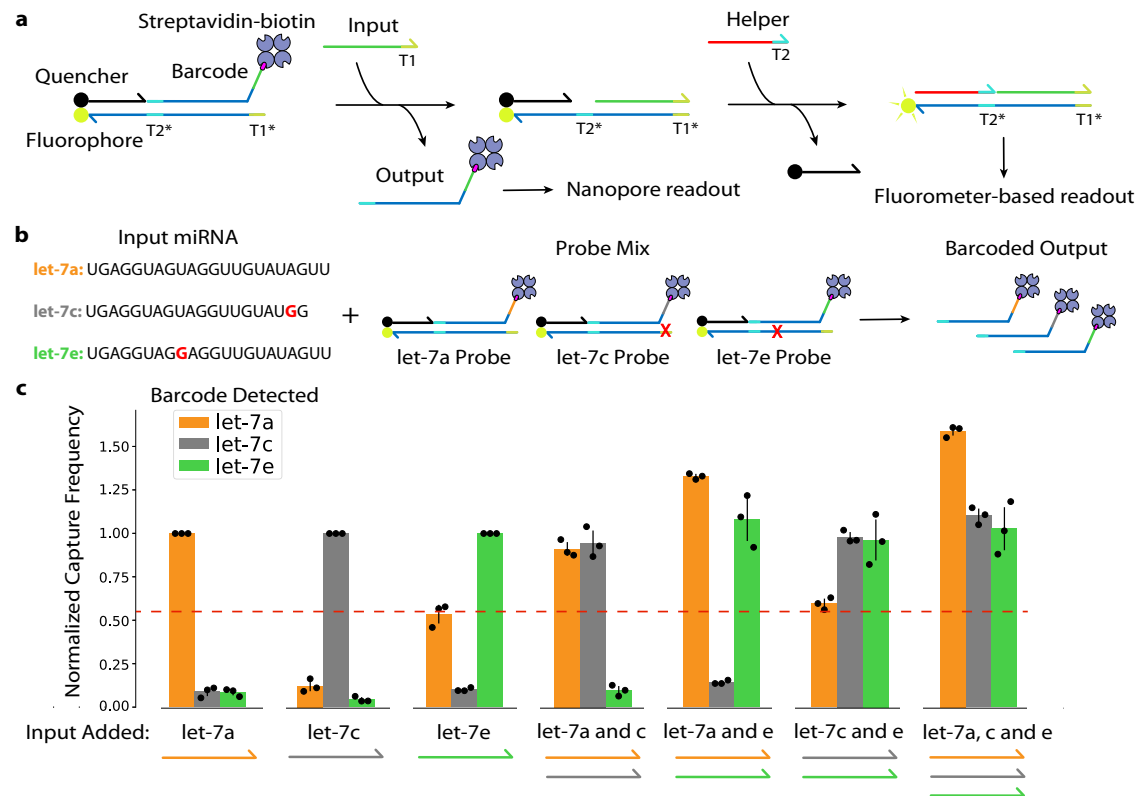 a
Streptavidin-biotin
Input
Helper
T1
T2
Quencher
Barcode
T2*
T1*
T2*
T1*
T2*
T1*
Fluorophore
Output
Nanopore readout
Fluorometer-based readout
b
Input miRNA
Probe Mix
Barcoded Output
let-7a: UGAGGUAGUAGGUUGUAUAGUU
let-7c: UGAGGUAGUAGGUUGUAUGG
let-7e: UGAGGUAGGAGGUUGUAUAGUU
+
X
X
let-7a Probe
let-7c Probe
let-7e Probe
c
Barcode Detected
let-7a
let-7c
let-7e
Normalized Capture Frequency
1.50
1.00
0.75
0.50
0.25
0.00
Input Added:
let-7a
let-7c
let-7e
let-7a and c
let-7a and e
let-7c and e
let-7a, c and e